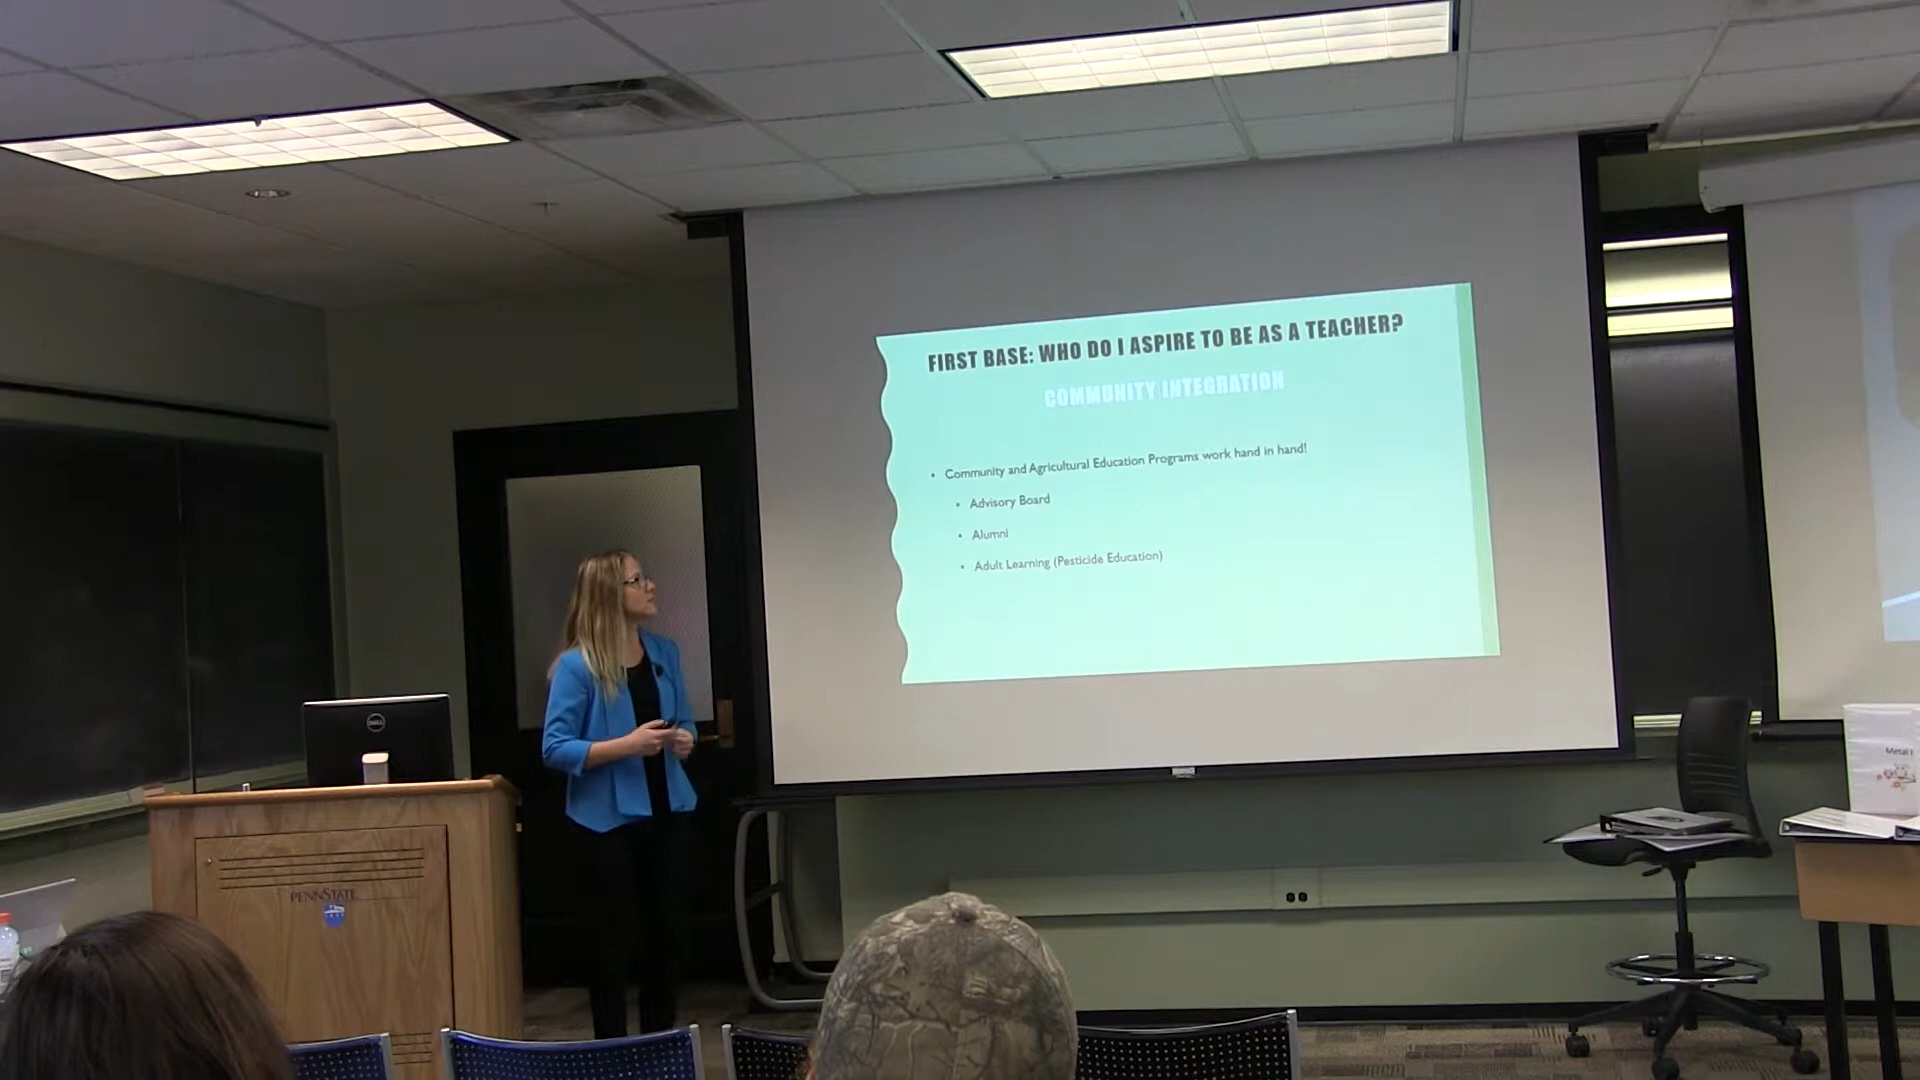 FIRST BASE: WHO DO I ASPIRE TO BE AS A TEACHER?
COMMUNITY INTEGRATION
• Community and Agricultural Education Programs work hand in hand!
• Advisory Board
• Alumni
• Adult Learning (Pesticide Education)
DELL
PENNSTATE
Metal I